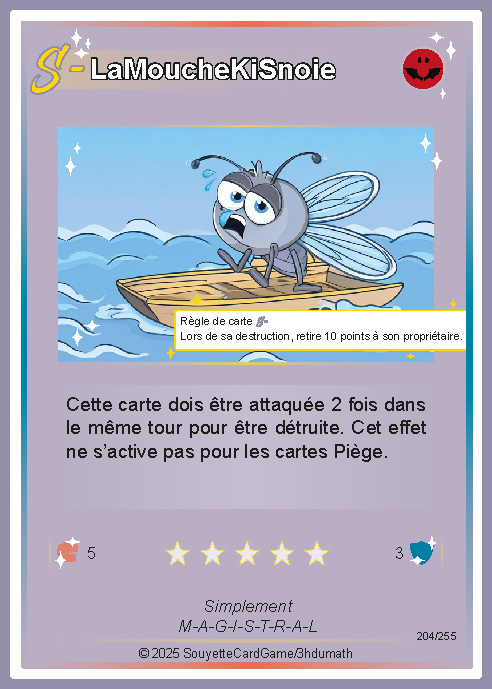 S- LaMoucheKiSnoie
Règle de carte S-
Lors de sa destruction, retire 10 points à son propriétaire.
Cette carte dois être attaquée 2 fois dans
le même tour pour être détruite. Cet effet
ne s’active pas pour les cartes Piège.
5 3
Simplement
M-A-G-I-S-T-R-A-L
204/255
© 2025 SouyetteCardGame/3hdumath